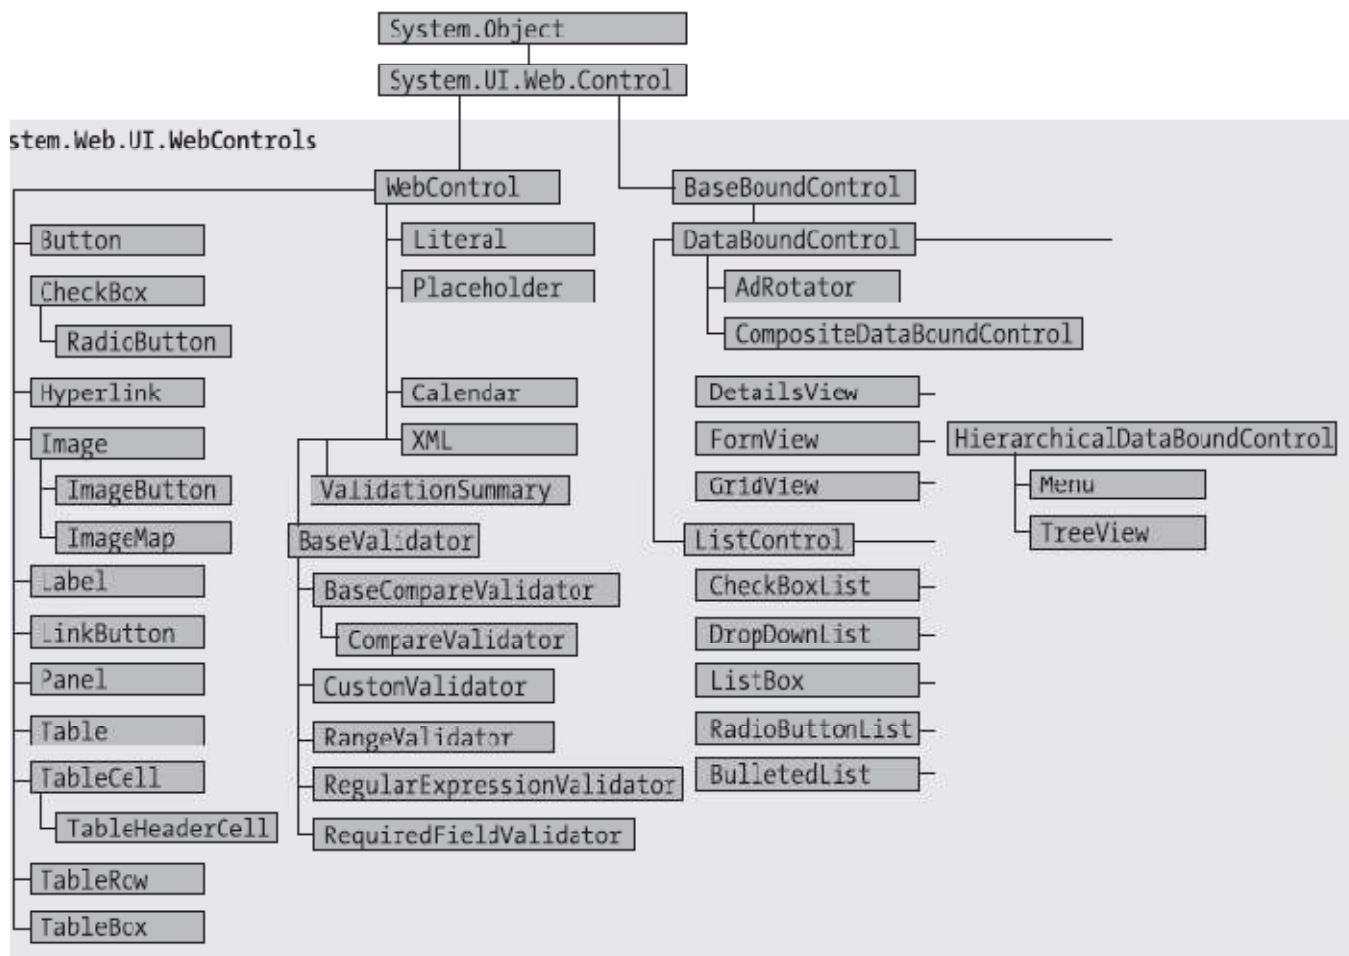 System.Object
System.UI.Web.Control
stem.Web.UI.WebControls
WebControl
BaseBoundControl
Button
Literal
DataBoundControl
CheckBox
Placeholder
AdRotator
RadioButton
CompositeDataBoundControl
Hyperlink
Calendar
DetailsView
Image
XML
FormView
HierarchicalDataBoundControl
ImageButton
ValidationSummary
GridView
Menu
ImageMap
BaseValidator
ListControl
TreeView
Label
BaseCompareValidator
CheckBoxList
LinkButton
CompareValidator
DropDownList
Panel
CustomValidator
ListBox
Table
RangeValidator
RadioButtonList
TableCell
RegularExpressionValidator
BulletedList
TableHeaderCell
RequiredFieldValidator
TableRow
TableBox